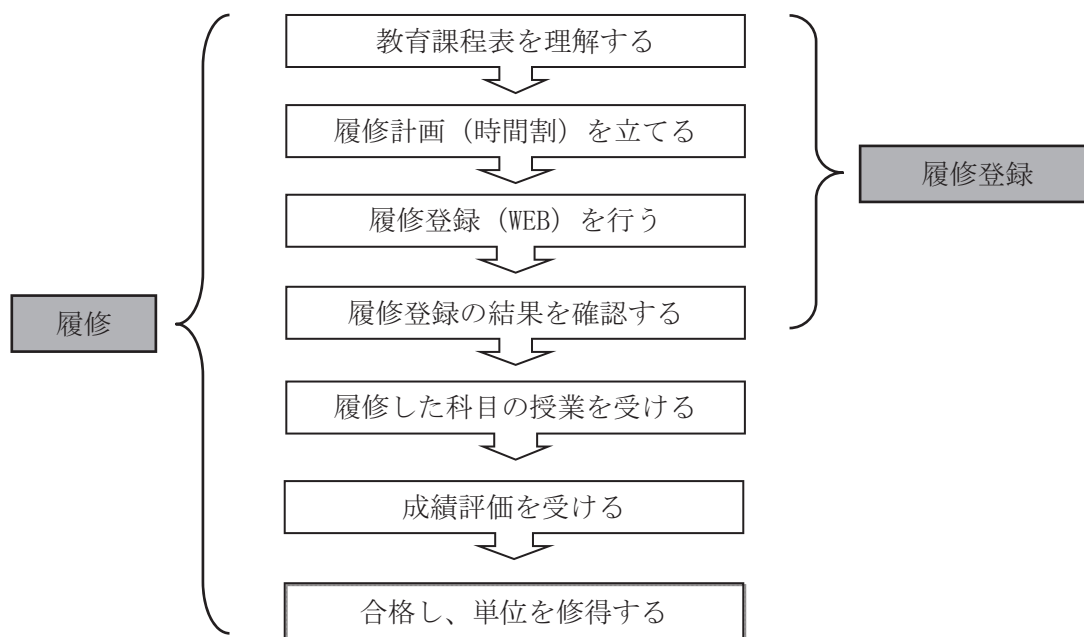 教育課程表を理解する
履修計画（時間割）を立てる
履修登録
履修登録（WEB）を行う
履修
履修登録の結果を確認する
履修した科目の授業を受ける
成績評価を受ける
合格し、単位を修得する